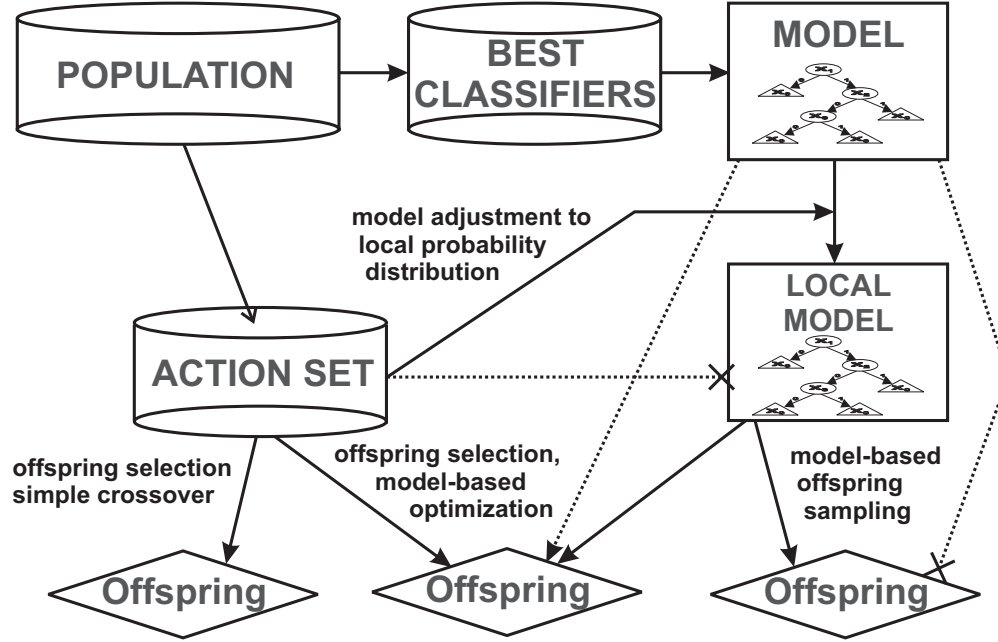 POPULATION
BEST
CLASSIFIERS
MODEL
model adjustment to
local probability
distribution
LOCAL
MODEL
ACTION SET
offspring selection
simple crossover
offspring selection,
model-based
optimization
model-based
offspring
sampling
Offspring
Offspring
Offspring